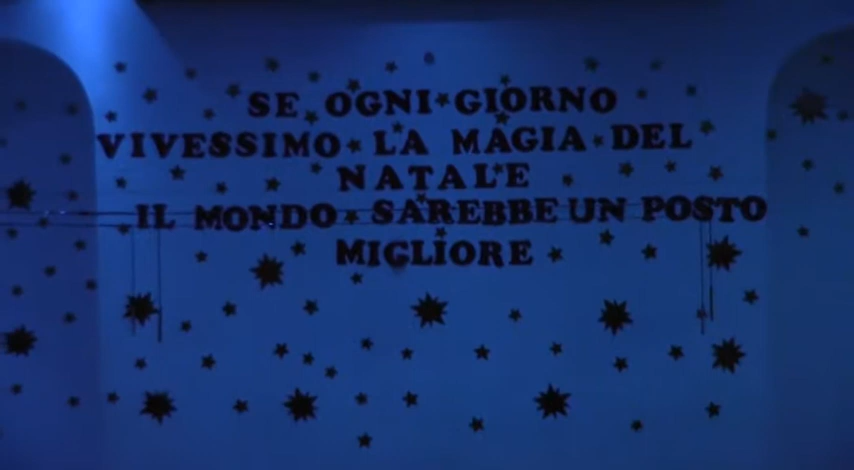 SE OGNI GIORNO
VIVESSIMO LA MAGIA DEL
NATALE
IL MONDO SAREBBE UN POSTO
MIGLIORE